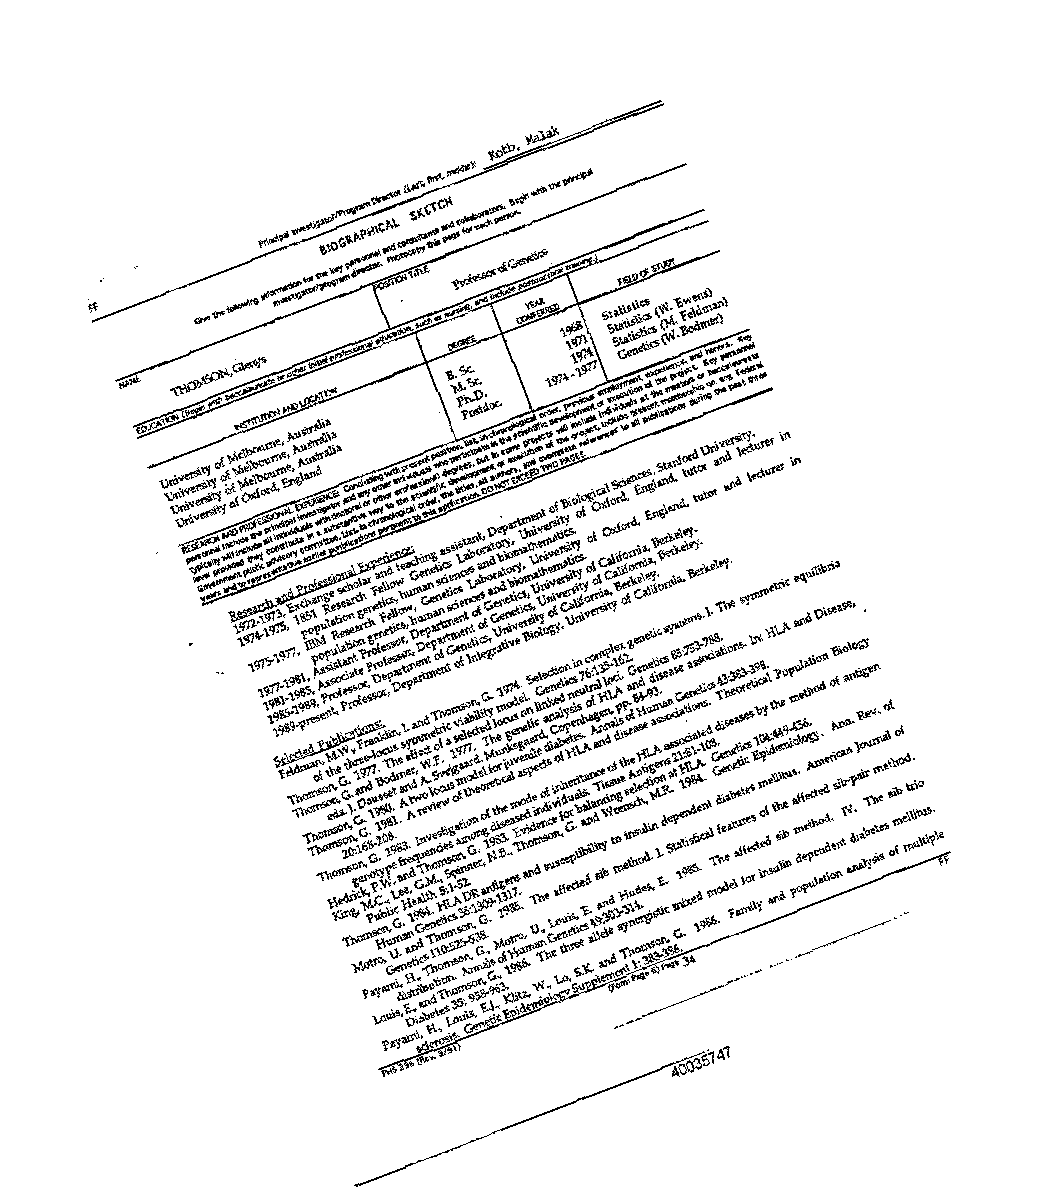 Principal Investigator/Program Director (Last, first, middle): Kotb, Malak
BIOGRAPHICAL SKETCH
Give the following information for the key personnel and consultants and collaborators. Begin with the principal
investigator/program director. Photocopy this page for each person.
FF
NAME
POSITION TITLE
THOMSON, Glenys
Professor of Genetics
EDUCATION (Begin with baccalaureate or other initial professional education, such as nursing, and include postdoctoral training.)
INSTITUTION AND LOCATION
DEGREE
YEAR
CONFERRED
FIELD OF STUDY
University of Melbourne, Australia B. Sc. 1968 Statistics
University of Melbourne, Australia M. Sc. 1971 Statistics (W. Ewens)
University of Melbourne, Australia Ph.D. 1974 Statistics (M. Feldman)
University of Oxford, England Postdoc. 1974-1977 Genetics (W. Bodmer)
RESEARCH AND PROFESSIONAL EXPERIENCE: Concluding with present position, list, in chronological order, previous employment, experience, and honors. Key
personnel include the principal investigator and any other individuals who participate in the scientific development or execution of the project. Key personnel
typically will include all individuals with doctoral or other professional degrees, but in some projects will include individuals at the masters or baccalaureate
level provided they contribute in a substantive way to the scientific development or execution of the project. Include present membership on any Federal
Government public advisory committee. List, in chronological order, the titles, all authors, and complete references to all publications during the past three
years and to representative earlier publications pertinent to this application. DO NOT EXCEED TWO PAGES.
Research and Professional Experience:
1972-1973, Exchange scholar and teaching assistant, Department of Biological Sciences, Stanford University.
1974-1975, 1851 Research Fellow Genetics Laboratory, University of Oxford, England, tutor and lecturer in
population genetics, human sciences and biomathematics.
1975-1977, IBM Research Fellow, Genetics Laboratory, University of Oxford, England, tutor and lecturer in
population genetics, human sciences and biomathematics.
1977-1981, Assistant Professor, Department of Genetics, University of California, Berkeley.
1981-1985, Associate Professor, Department of Genetics, University of California, Berkeley.
1985-1989, Professor, Department of Genetics, University of California, Berkeley.
1989-present, Professor, Department of Integrative Biology, University of California, Berkeley.
Selected Publications:
Feldman, M.W., Franklin, I. and Thomson, G. 1974. Selection in complex genetic systems. I. The symmetric equilibria
of the three-locus symmetric viability model. Genetics 76:135-162.
Thomson, G. 1977. The effect of a selected locus on linked neutral loci. Genetics 85:753-788.
Thomson, G. and Bodmer, W.F. 1977. The genetic analysis of HLA and disease associations. In, HLA and Disease,
eds. J. Dausset and A. Svejgaard, Munksgaard, Copenhagen, pp. 84-93.
Thomson, G. 1980. A two locus model for juvenile diabetes. Annals of Human Genetics 43:383-398.
Thomson, G. 1981. A review of theoretical aspects of HLA and disease associations. Theoretical Population Biology
20:168-208.
Thomson, G. 1983. Investigation of the mode of inheritance of the HLA associated diseases by the method of antigen
genotype frequencies among diseased individuals. Tissue Antigens 21:81-104.
Hedrick, P.W., and Thomson, G. 1983. Evidence for balancing selection at HLA. Genetics 104:449-456.
King, M.C., Lee, G.M., Spinner, N.B., Thomson, G. and Wrensch, M.R. 1984. Genetic Epidemiology. Ann. Rev. of
Public Health 5:1-52.
Thomson, G. 1984. HLA DR antigens and susceptibility to insulin dependent diabetes mellitus. American Journal of
Human Genetics 36:1309-1317.
Motro, U. and Thomson, G. 1985. The affected sib method. I. Statistical features of the affected sib-pair method.
Genetics 110:525-538.
Payami, H., Thomson, G., Motro, U., Louis, E. and Hudes, E. 1985. The affected sib method. IV. The sib trio
distribution. Annals of Human Genetics 49:303-314.
Louis, E., and Thomson, G., 1986. The three allele synergistic mixed model for insulin dependent diabetes mellitus.
Diabetes 35: 958-963.
Payami, H., Louis, E.J., Klitz, W., Lo, S.K. and Thomson, G. 1986. Family and population analysis of multiple
sclerosis. Genetic Epidemiology Supplement 1: 383-386.
PHS 398 (Rev. 9/91)
(Form Page 6) Page 34
FF
40035747